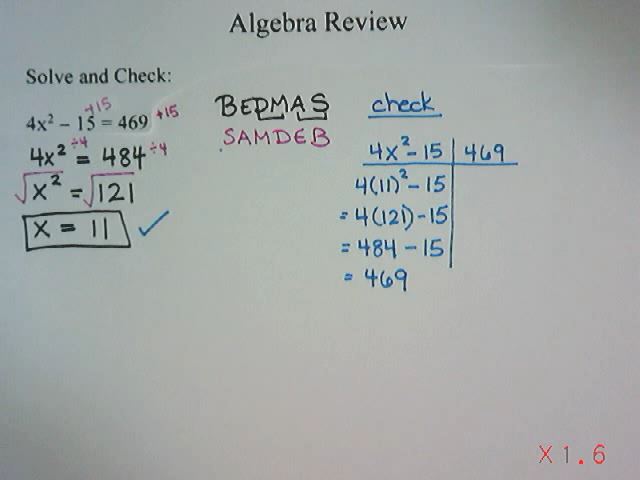 Algebra Review
Solve and Check:
4x² – 15 = 469
+15 +15
4x² = 484
÷4 ÷4
√x² = √121
x = 11 ✓
BEDMAS
SAMDEB
check
4x² - 15 | 469
4(11)² - 15
= 4(121) - 15
= 484 - 15
= 469
X1.6